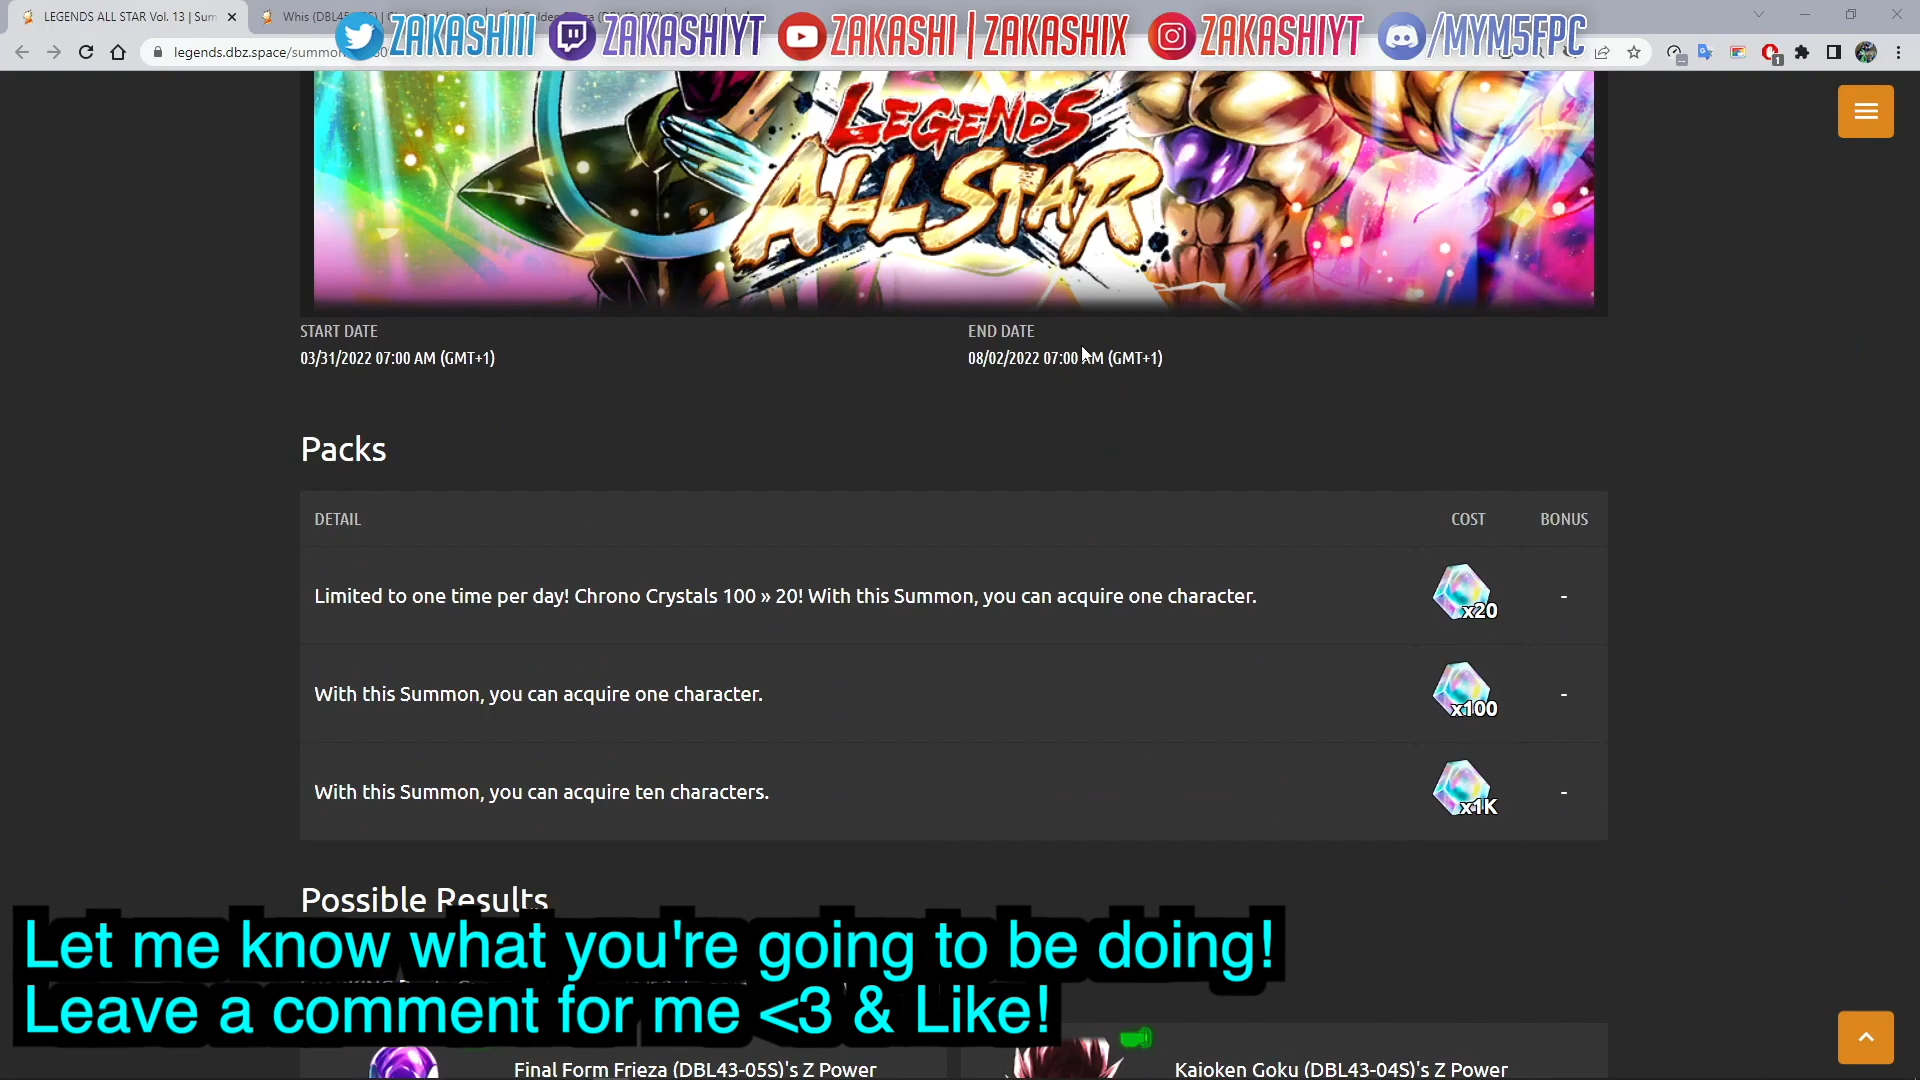 LEGENDS ALL STAR Vol. 13 | Sum
Whis (DBL45
legends.dbz.space/summon
ZAKASHIII
ZAKASHIYT
ZAKASHI | ZAKASHIX
ZAKASHIYT
/MYM5FPC
1
LEGENDS
ALL STAR
START DATE
03/31/2022 07:00 AM (GMT+1)
END DATE
08/02/2022 07:00 AM (GMT+1)
Packs
DETAIL
COST
BONUS
Limited to one time per day! Chrono Crystals 100 » 20! With this Summon, you can acquire one character.
x20
-
With this Summon, you can acquire one character.
x100
-
With this Summon, you can acquire ten characters.
x1K
-
Possible Results
Let me know what you're going to be doing!
Leave a comment for me <3 & Like!
Final Form Frieza (DBL43-05S)'s Z Power
Kaioken Goku (DBL43-04S)'s Z Power